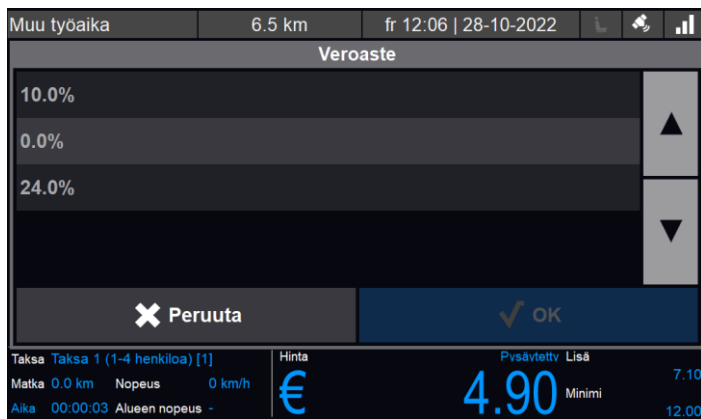 Muu työaika 6.5 km fr 12:06 | 28-10-2022
Veroaste
10.0%
0.0%
24.0%
Peruuta OK
Taksa Taksa 1 (1-4 henkiloa) [1] Hinta Pysäytetty Lisä
Matka 0.0 km Nopeus 0 km/h € 4.90 7.10
Minimi
Aika 00:00:03 Alueen nopeus - 12.00